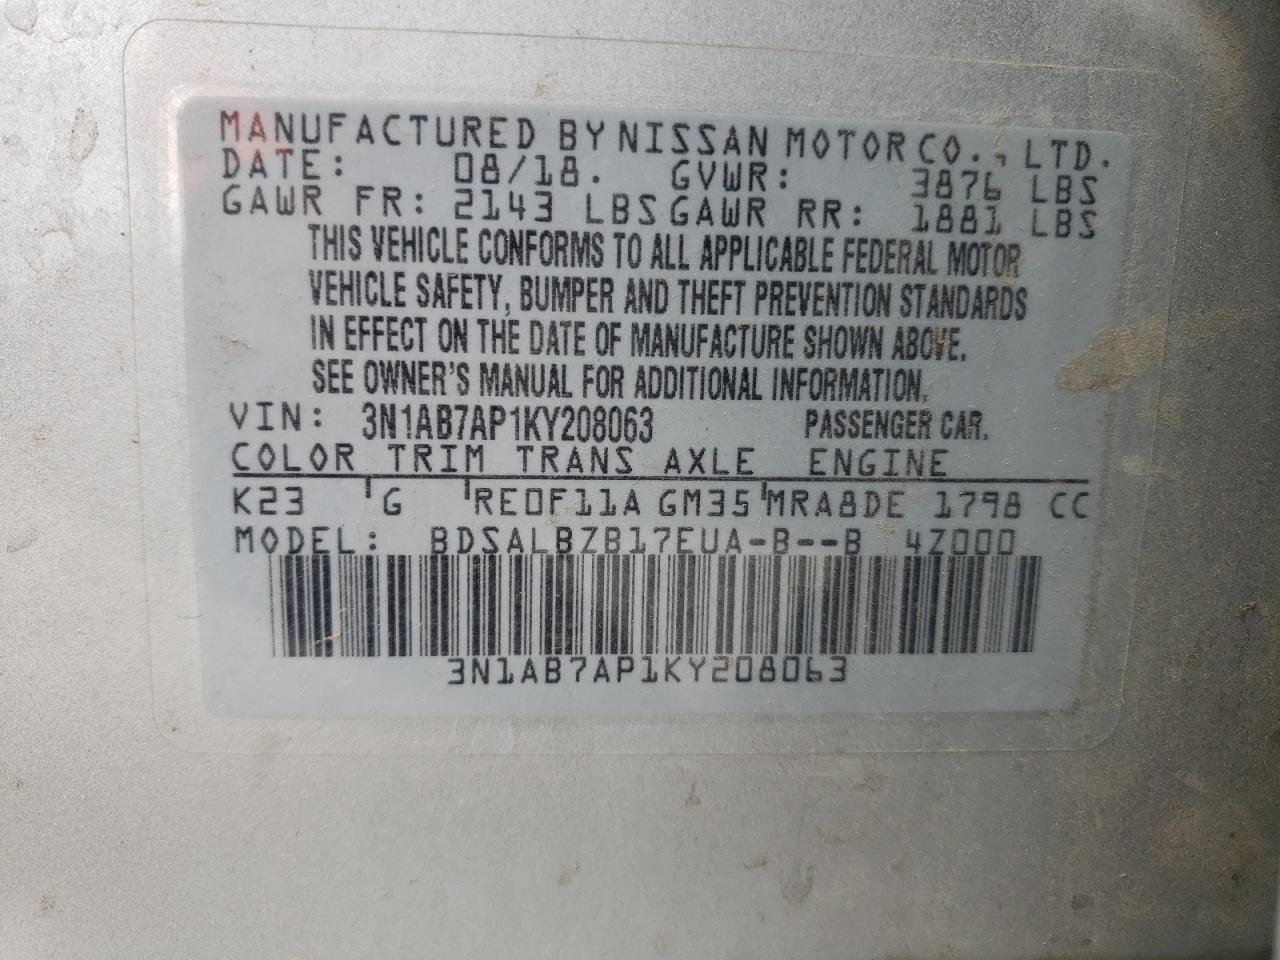 MANUFACTURED BY NISSAN MOTOR CO., LTD.
DATE: 08/18. GVWR: 3876 LBS
GAWR FR: 2143 LBS GAWR RR: 1881 LBS
THIS VEHICLE CONFORMS TO ALL APPLICABLE FEDERAL MOTOR
VEHICLE SAFETY, BUMPER AND THEFT PREVENTION STANDARDS
IN EFFECT ON THE DATE OF MANUFACTURE SHOWN ABOVE.
SEE OWNER'S MANUAL FOR ADDITIONAL INFORMATION.
VIN: 3N1AB7AP1KY208063 PASSENGER CAR.
COLOR TRIM TRANS AXLE ENGINE
K23 G RE0F11A GM35 MRA8DE 1798 CC
MODEL: BDSALBZB17EUA-B--B 4Z000
3N1AB7AP1KY208063